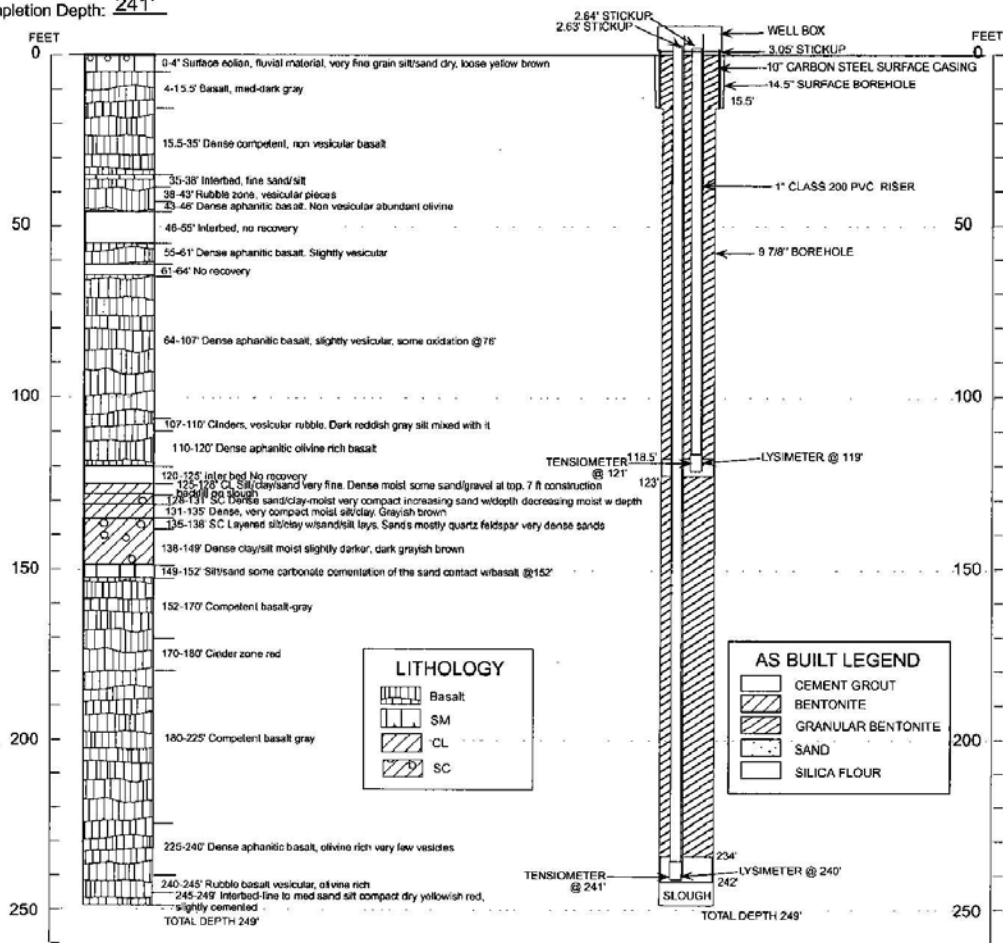 pletion Depth: 241'
FEET
0
50
100
150
200
250
0-4" Surface eolian, fluvial material, very fine grain silt/sand dry, loose yellow brown
4-15.5' Basalt, med-dark gray
15.5-35' Dense competent, non vesicular basalt
35-38' Interbed, fine sand/silt
38-43' Rubble zone, vesicular pieces
43-46' Dense aphanitic basalt. Non vesicular abundant olivine
46-55' Interbed, no recovery
55-61' Dense aphanitic basalt. Slightly vesicular
61-64' No recovery
64-107' Dense aphanitic basalt, slightly vesicular, some oxidation @76'
107-110' Cinders, vesicular rubble. Dark reddish gray silt mixed with it
110-120' Dense aphanitic olivine rich basalt
120-125' inter bed No recovery
125-128' CL Silt/clay/sand very fine. Dense moist some sand/gravel at top. 7 ft construction
backfill on slough
128-131' SC Dense sand/clay-moist very compact increasing sand w/depth decreasing moist w depth
131-135' Dense, very compact moist silt/clay. Grayish brown
135-138' SC Layered silt/clay w/sand/silt lays. Sands mostly quartz feldspar very dense sands
138-149' Dense clay/silt moist slightly darker, dark grayish brown
149-152' Silt/sand some carbonate cementation of the sand contact w/basalt @152'
152-170' Competent basalt-gray
170-180' Cinder zone red
180-225' Competent basalt gray
225-240' Dense aphanitic basalt, olivine rich very few vesicles
240-245' Rubble basalt vesicular, olivine rich
245-249' Interbed-fine to med sand silt compact dry yellowish red,
slightly cemented
TOTAL DEPTH 249'
LITHOLOGY
Basalt
SM
CL
SC
2.64' STICKUP
2.63' STICKUP
WELL BOX
3.05' STICKUP
10" CARBON STEEL SURFACE CASING
14.5" SURFACE BOREHOLE
15.5'
1" CLASS 200 PVC RISER
9 7/8" BOREHOLE
118.5'
TENSIOMETER
@ 121'
123'
LYSIMETER @ 119'
AS BUILT LEGEND
CEMENT GROUT
BENTONITE
GRANULAR BENTONITE
SAND
SILICA FLOUR
234'
TENSIOMETER
@ 241'
LYSIMETER @ 240'
242'
SLOUGH
TOTAL DEPTH 249'
FEET
0
50
100
150
200
250